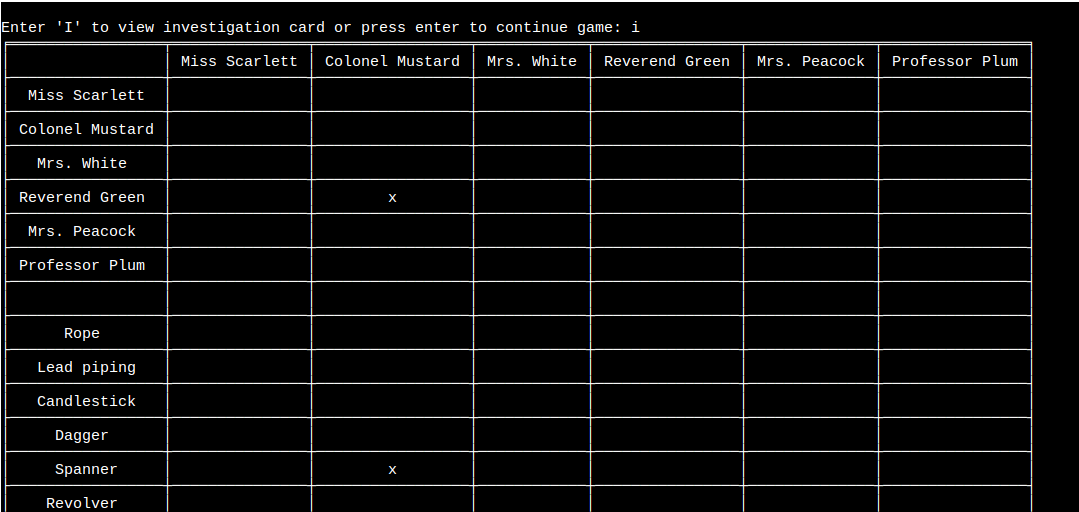 Enter 'I' to view investigation card or press enter to continue game: i
Miss Scarlett Colonel Mustard Mrs. White Reverend Green Mrs. Peacock Professor Plum
Miss Scarlett
Colonel Mustard
Mrs. White
Reverend Green x
Mrs. Peacock
Professor Plum
Rope
Lead piping
Candlestick
Dagger
Spanner x
Revolver